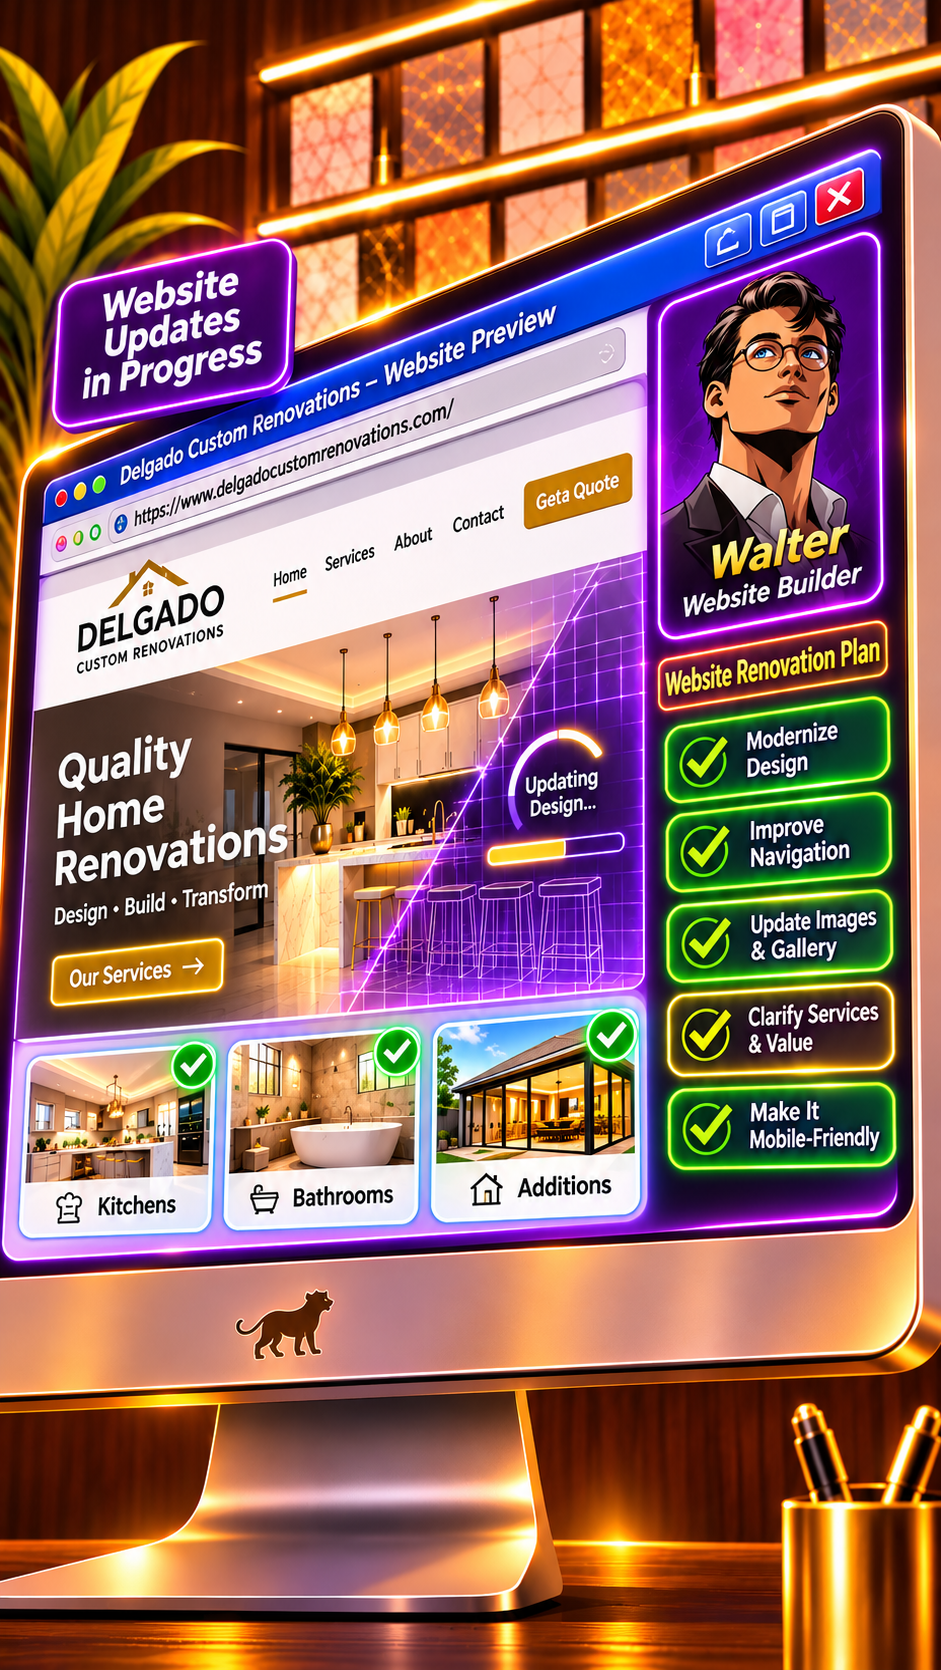 Website
Updates
in Progress
Delgado Custom Renovations – Website Preview
https://www.delgadocustomrenovations.com/
DELGADO
CUSTOM RENOVATIONS
Home
Services
About
Contact
Geta Quote
Quality
Home
Renovations
Design • Build • Transform
Our Services →
Updating
Design...
Kitchens
Bathrooms
Additions
Walter
Website Builder
Website Renovation Plan
Modernize
Design
Improve
Navigation
Update Images
& Gallery
Clarify Services
& Value
Make It
Mobile-Friendly